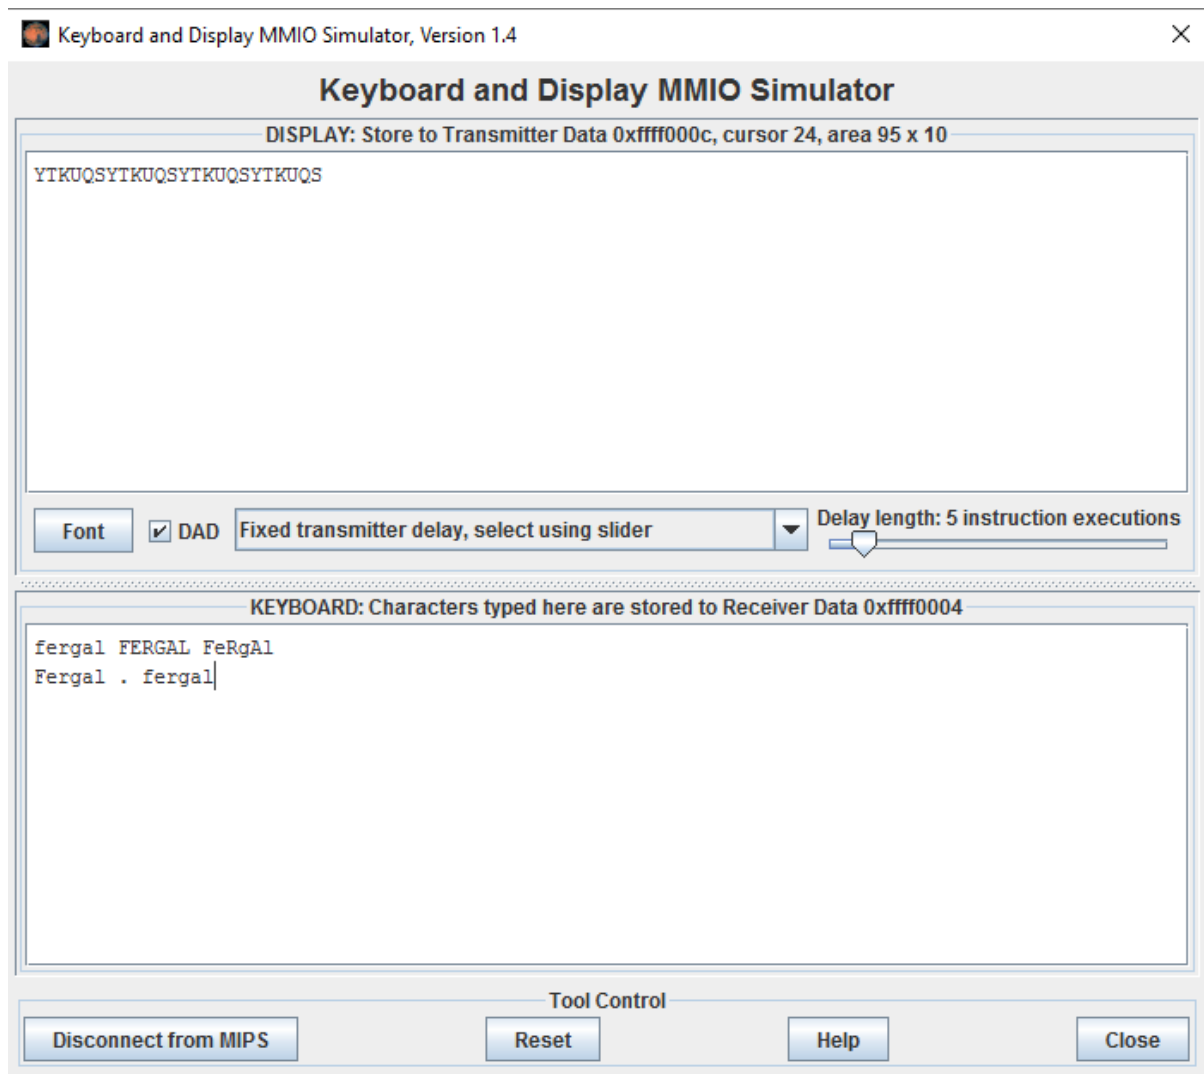 Keyboard and Display MMIO Simulator, Version 1.4
Keyboard and Display MMIO Simulator
DISPLAY: Store to Transmitter Data 0xffff000c, cursor 24, area 95 x 10
YTKUQSYTKUQSYTKUQSYTKUQS
Font
DAD
Fixed transmitter delay, select using slider
Delay length: 5 instruction executions
KEYBOARD: Characters typed here are stored to Receiver Data 0xffff0004
fergal FERGAL FeRgAl
Fergal . fergal
Tool Control
Disconnect from MIPS
Reset
Help
Close